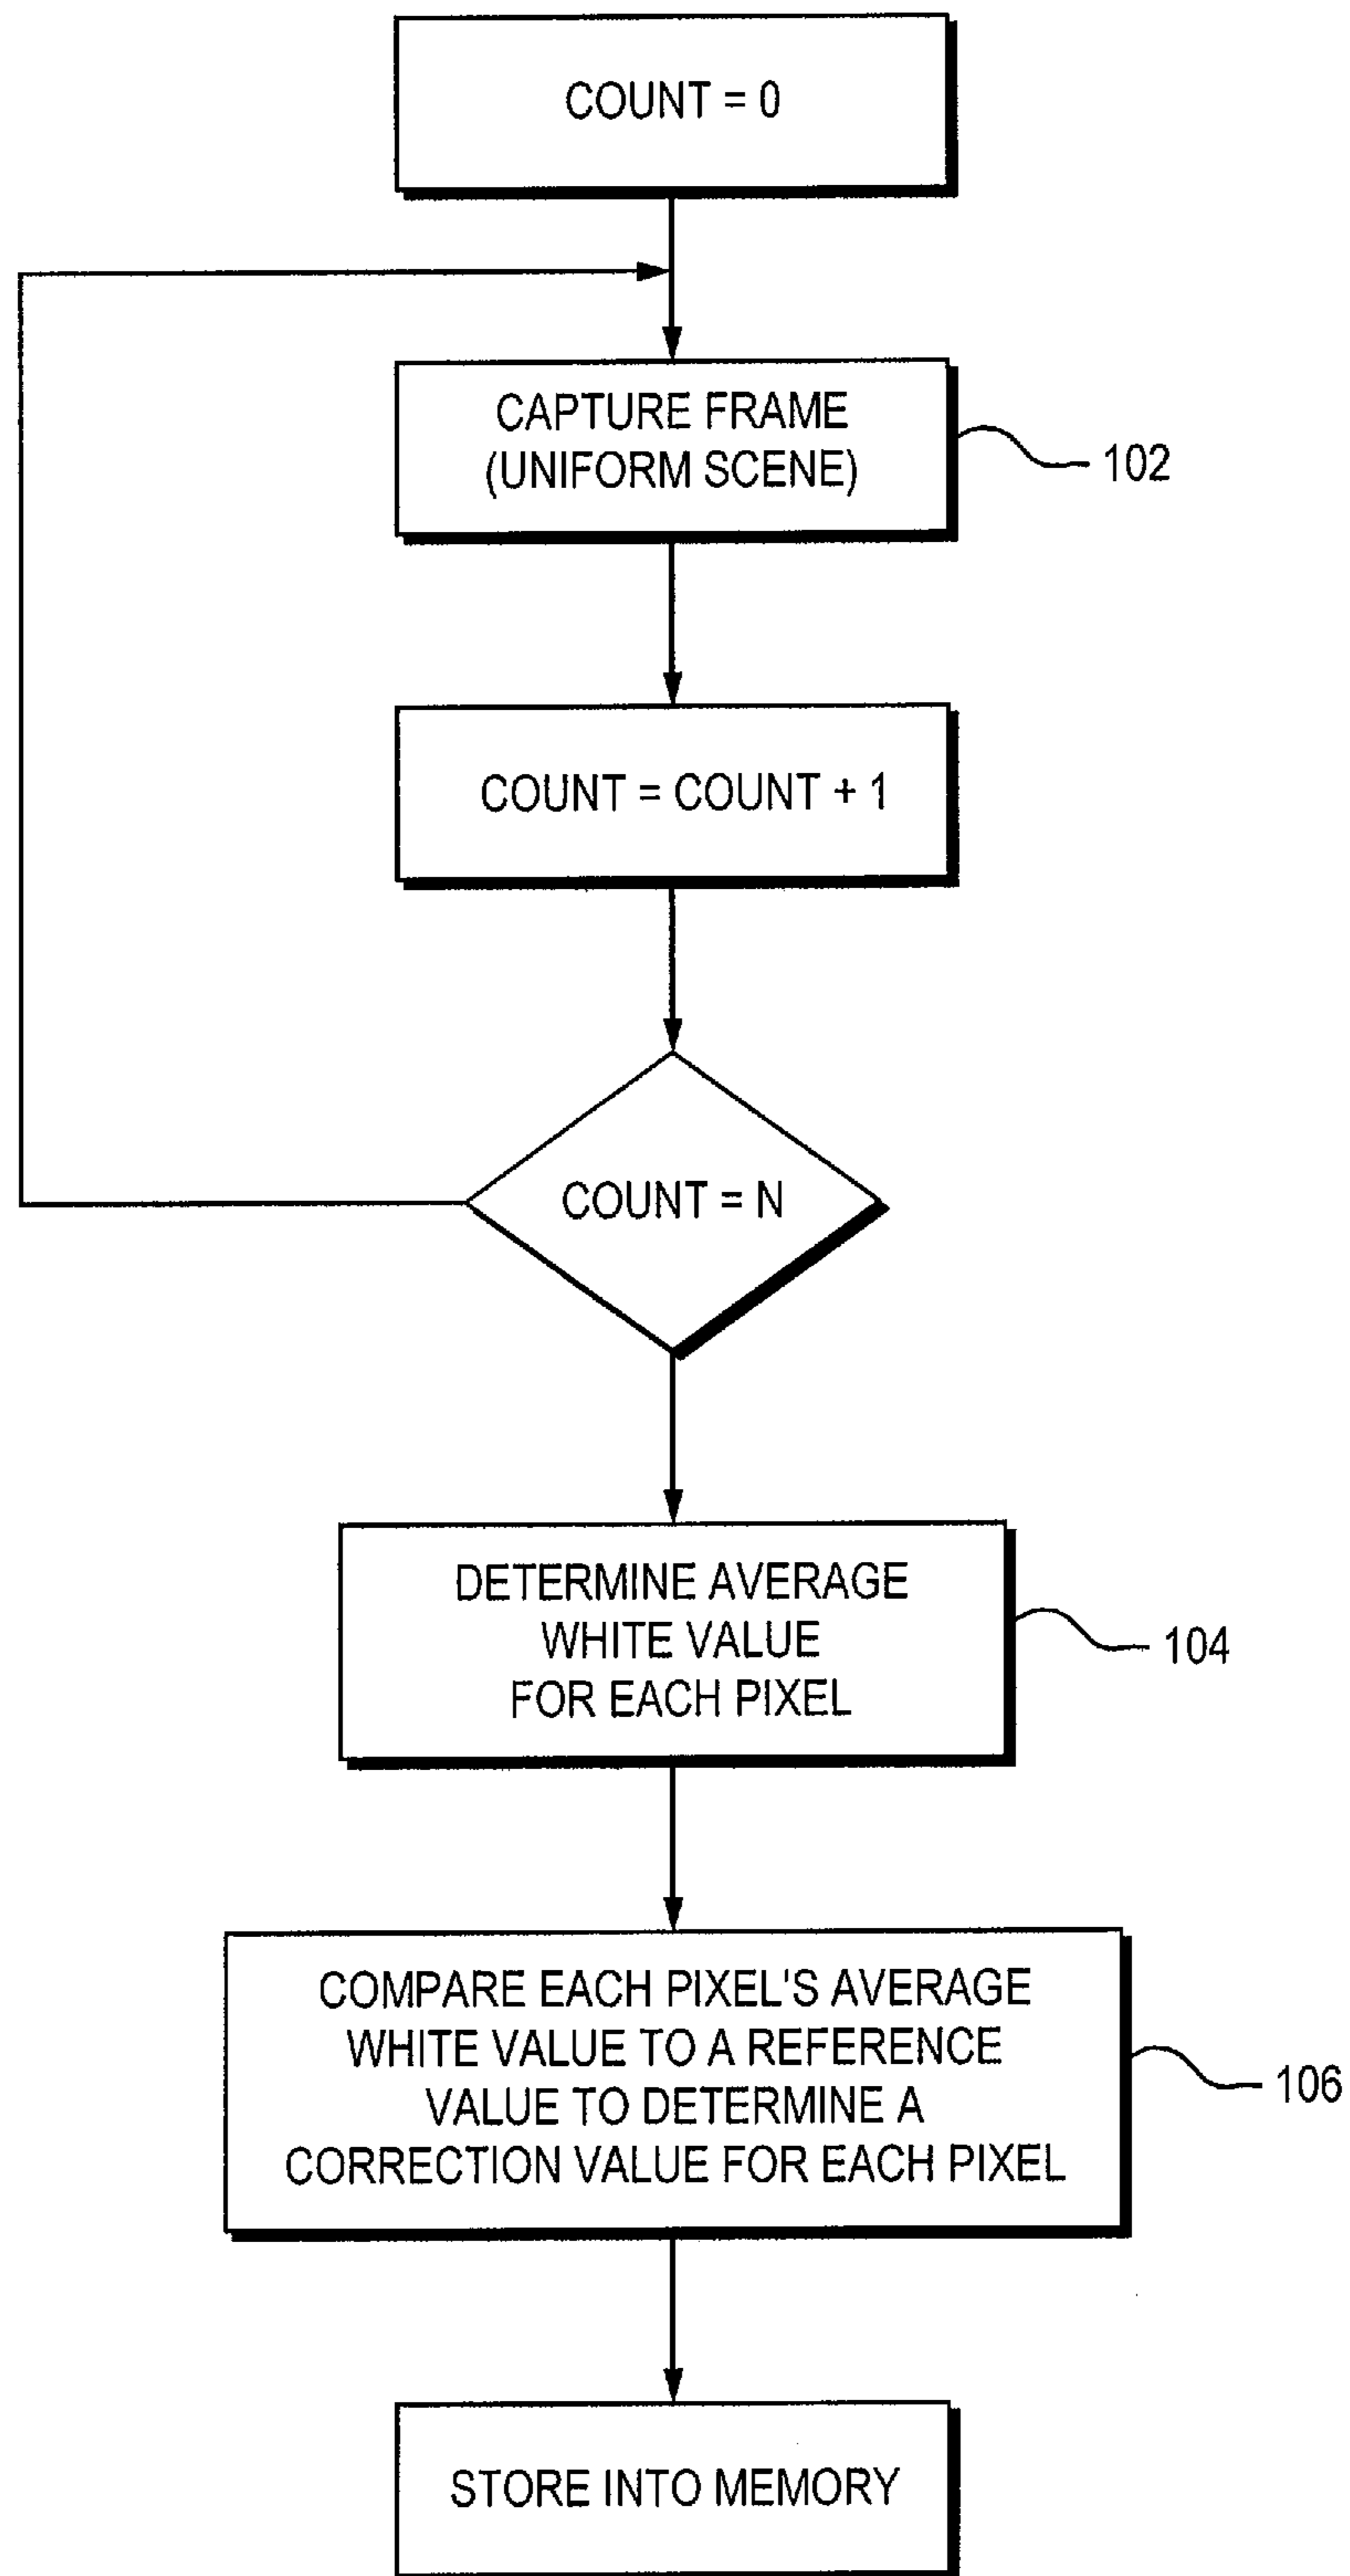 COUNT = 0
CAPTURE FRAME
(UNIFORM SCENE)
102
COUNT = COUNT + 1
COUNT = N
DETERMINE AVERAGE
WHITE VALUE
FOR EACH PIXEL
104
COMPARE EACH PIXEL'S AVERAGE
WHITE VALUE TO A REFERENCE
VALUE TO DETERMINE A
CORRECTION VALUE FOR EACH PIXEL
106
STORE INTO MEMORY